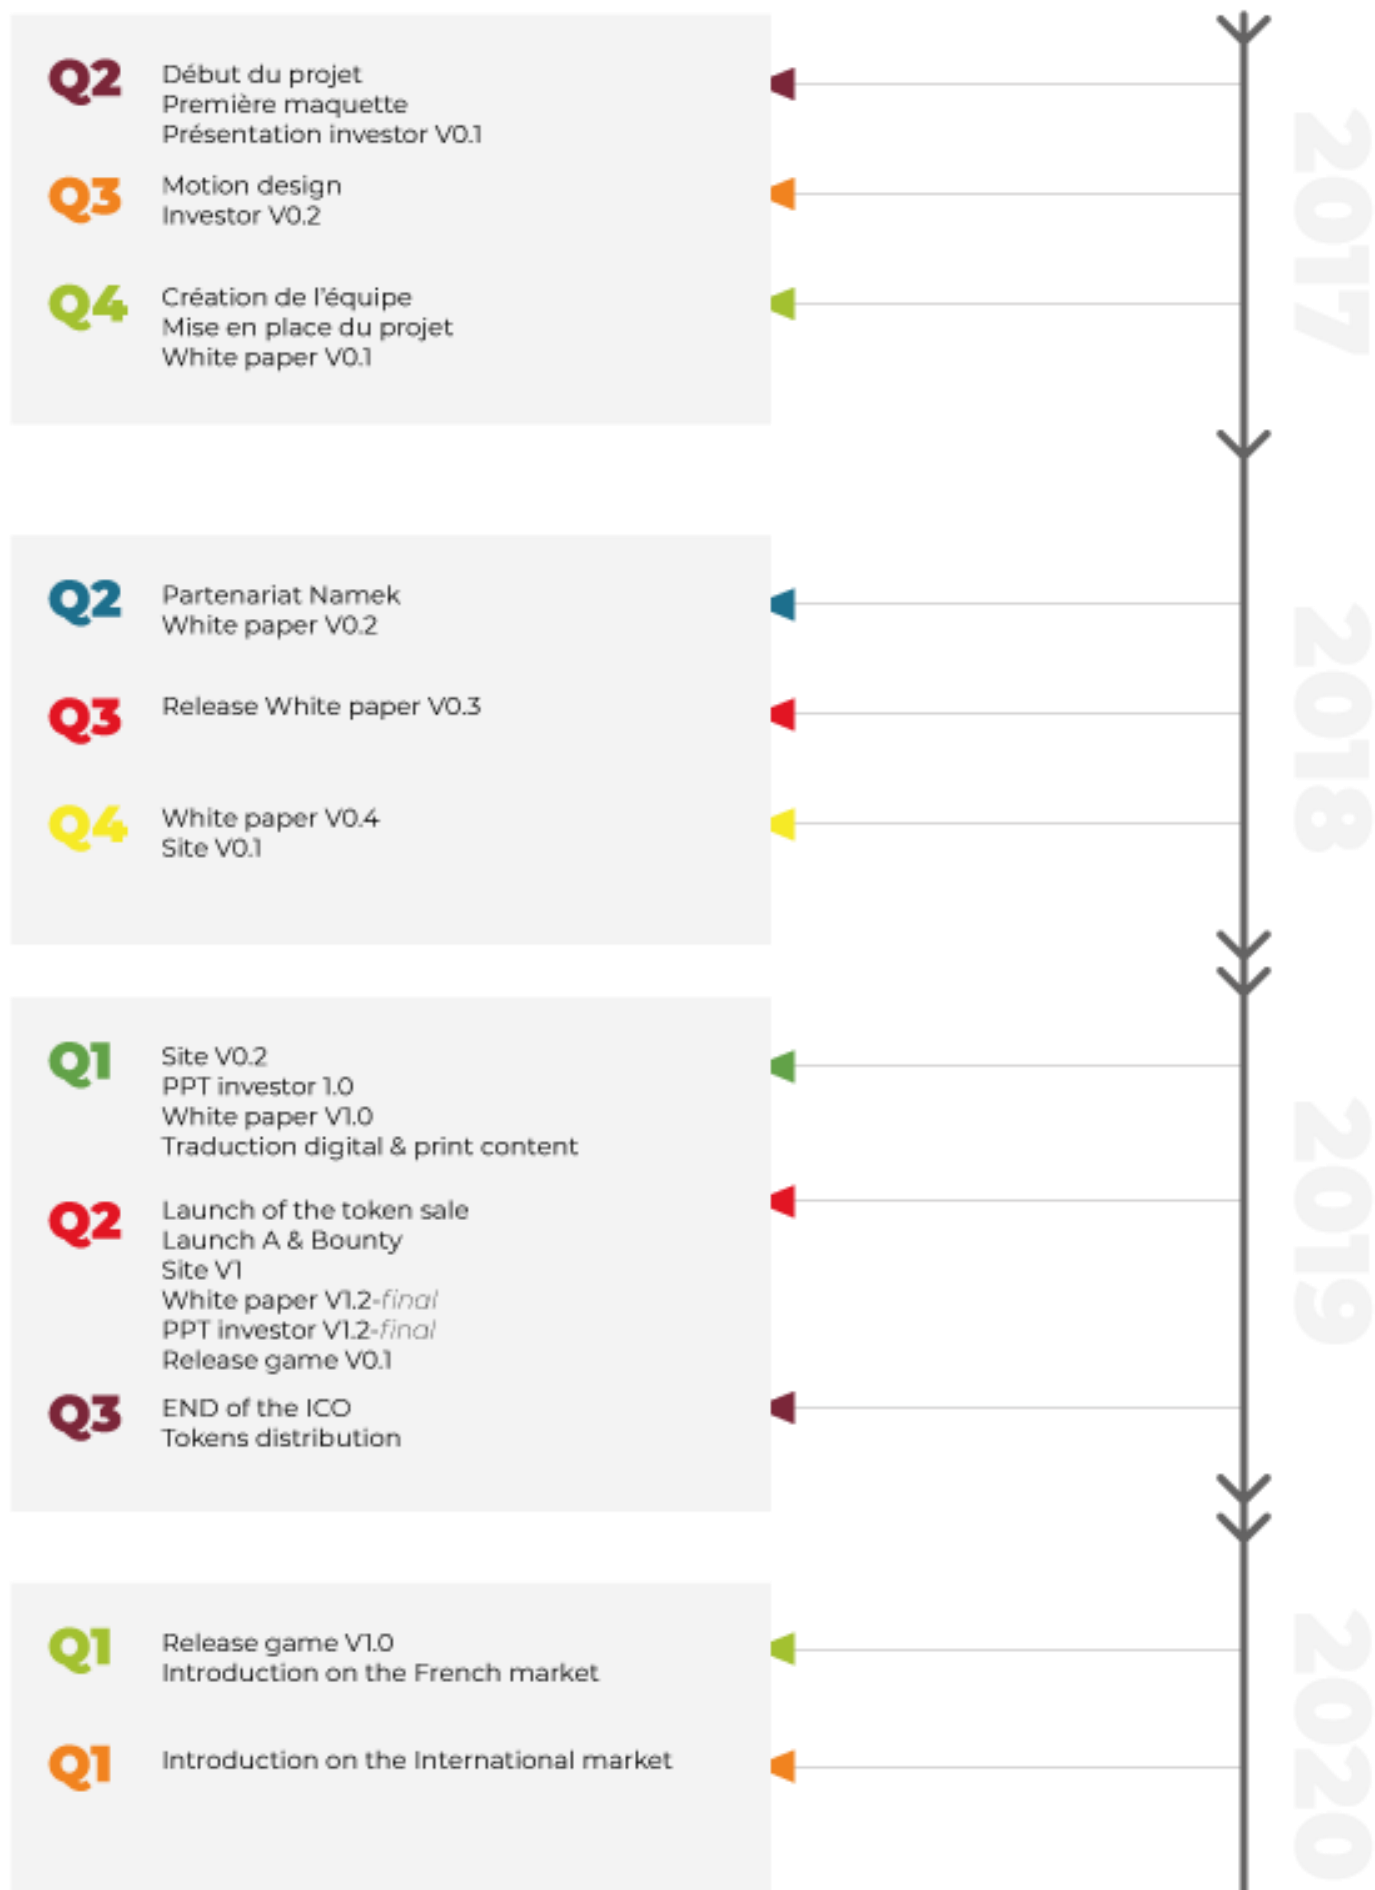 Q2
Début du projet
Première maquette
Présentation investor V0.1
Q3
Motion design
Investor V0.2
Q4
Création de l'équipe
Mise en place du projet
White paper V0.1
2017
Q2
Partenariat Namek
White paper V0.2
Q3
Release White paper V0.3
Q4
White paper V0.4
Site V0.1
2018
Q1
Site V0.2
PPT investor 1.0
White paper V1.0
Traduction digital & print content
Q2
Launch of the token sale
Launch A & Bounty
Site V1
White paper V1.2-final
PPT investor V1.2-final
Release game V0.1
Q3
END of the ICO
Tokens distribution
2019
Q1
Release game V1.0
Introduction on the French market
Q1
Introduction on the International market
2020